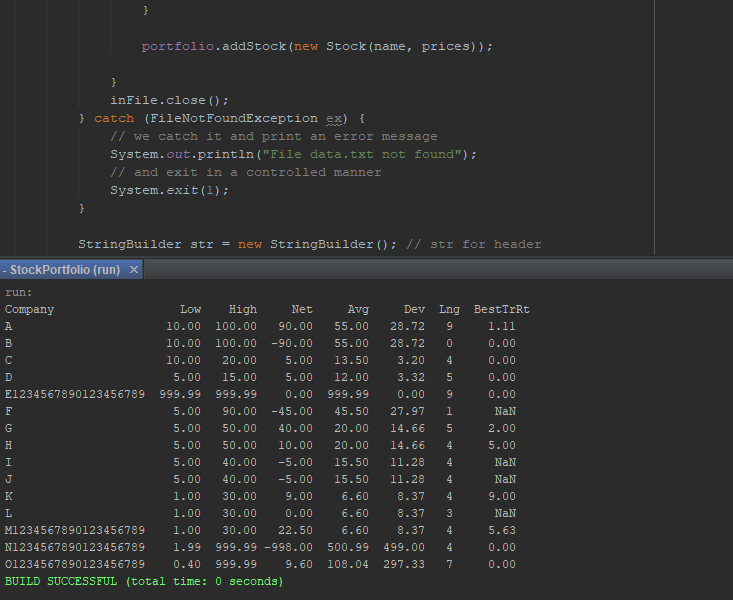 }
portfolio.addStock(new Stock(name, prices));
}
inFile.close();
} catch (FileNotFoundException ex) {
// we catch it and print an error message
System.out.println("File data.txt not found");
// and exit in a controlled manner
System.exit(1);
}
StringBuilder str = new StringBuilder(); // str for header
- StockPortfolio (run) ×
run:
Company Low High Net Avg Dev Lng BestTrRt
A 10.00 100.00 90.00 55.00 28.72 9 1.11
B 10.00 100.00 -90.00 55.00 28.72 0 0.00
C 10.00 20.00 5.00 13.50 3.20 4 0.00
D 5.00 15.00 5.00 12.00 3.32 5 0.00
E1234567890123456789 999.99 999.99 0.00 999.99 0.00 9 0.00
F 5.00 90.00 -45.00 45.50 27.97 1 NaN
G 5.00 50.00 40.00 20.00 14.66 5 2.00
H 5.00 50.00 10.00 20.00 14.66 4 5.00
I 5.00 40.00 -5.00 15.50 11.28 4 NaN
J 5.00 40.00 -5.00 15.50 11.28 4 NaN
K 1.00 30.00 9.00 6.60 8.37 4 9.00
L 1.00 30.00 0.00 6.60 8.37 3 NaN
M1234567890123456789 1.00 30.00 22.50 6.60 8.37 4 5.63
N1234567890123456789 1.99 999.99 -998.00 500.99 499.00 4 0.00
O1234567890123456789 0.40 999.99 9.60 108.04 297.33 7 0.00
BUILD SUCCESSFUL (total time: 0 seconds)